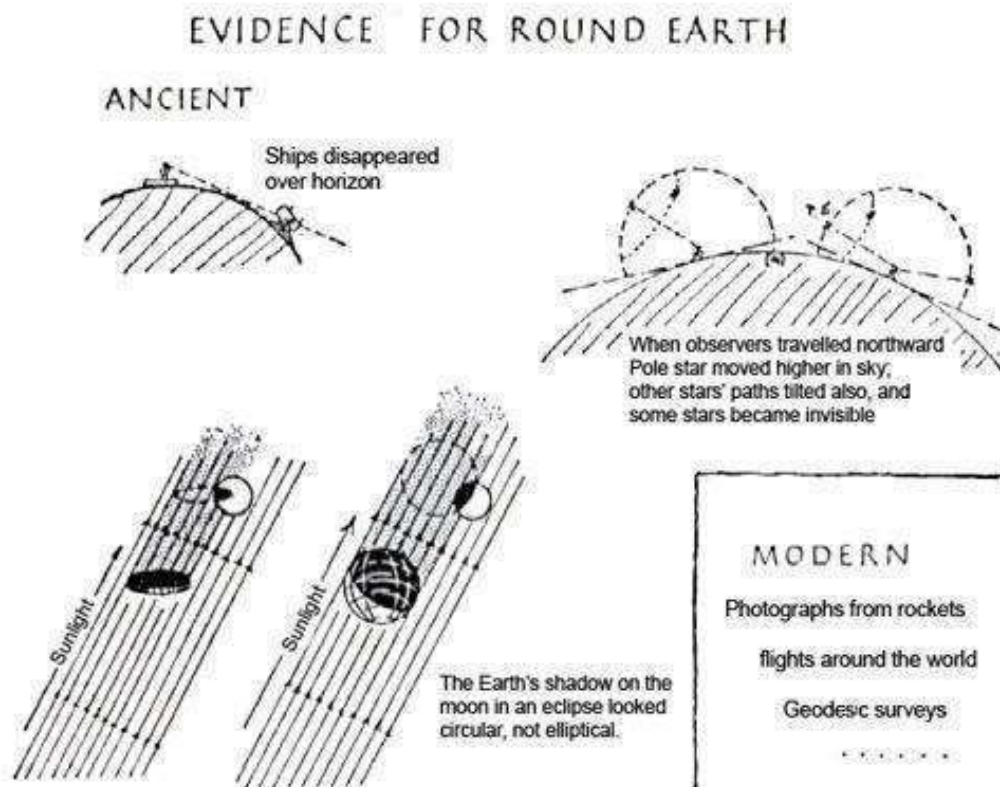 EVIDENCE FOR ROUND EARTH
ANCIENT
Ships disappeared
over horizon
When observers travelled northward
Pole star moved higher in sky;
other stars' paths tilted also, and
some stars became invisible
Sunlight
Sunlight
The Earth's shadow on the
moon in an eclipse looked
circular, not elliptical.
MODERN
Photographs from rockets
flights around the world
Geodesic surveys
. . . . . .